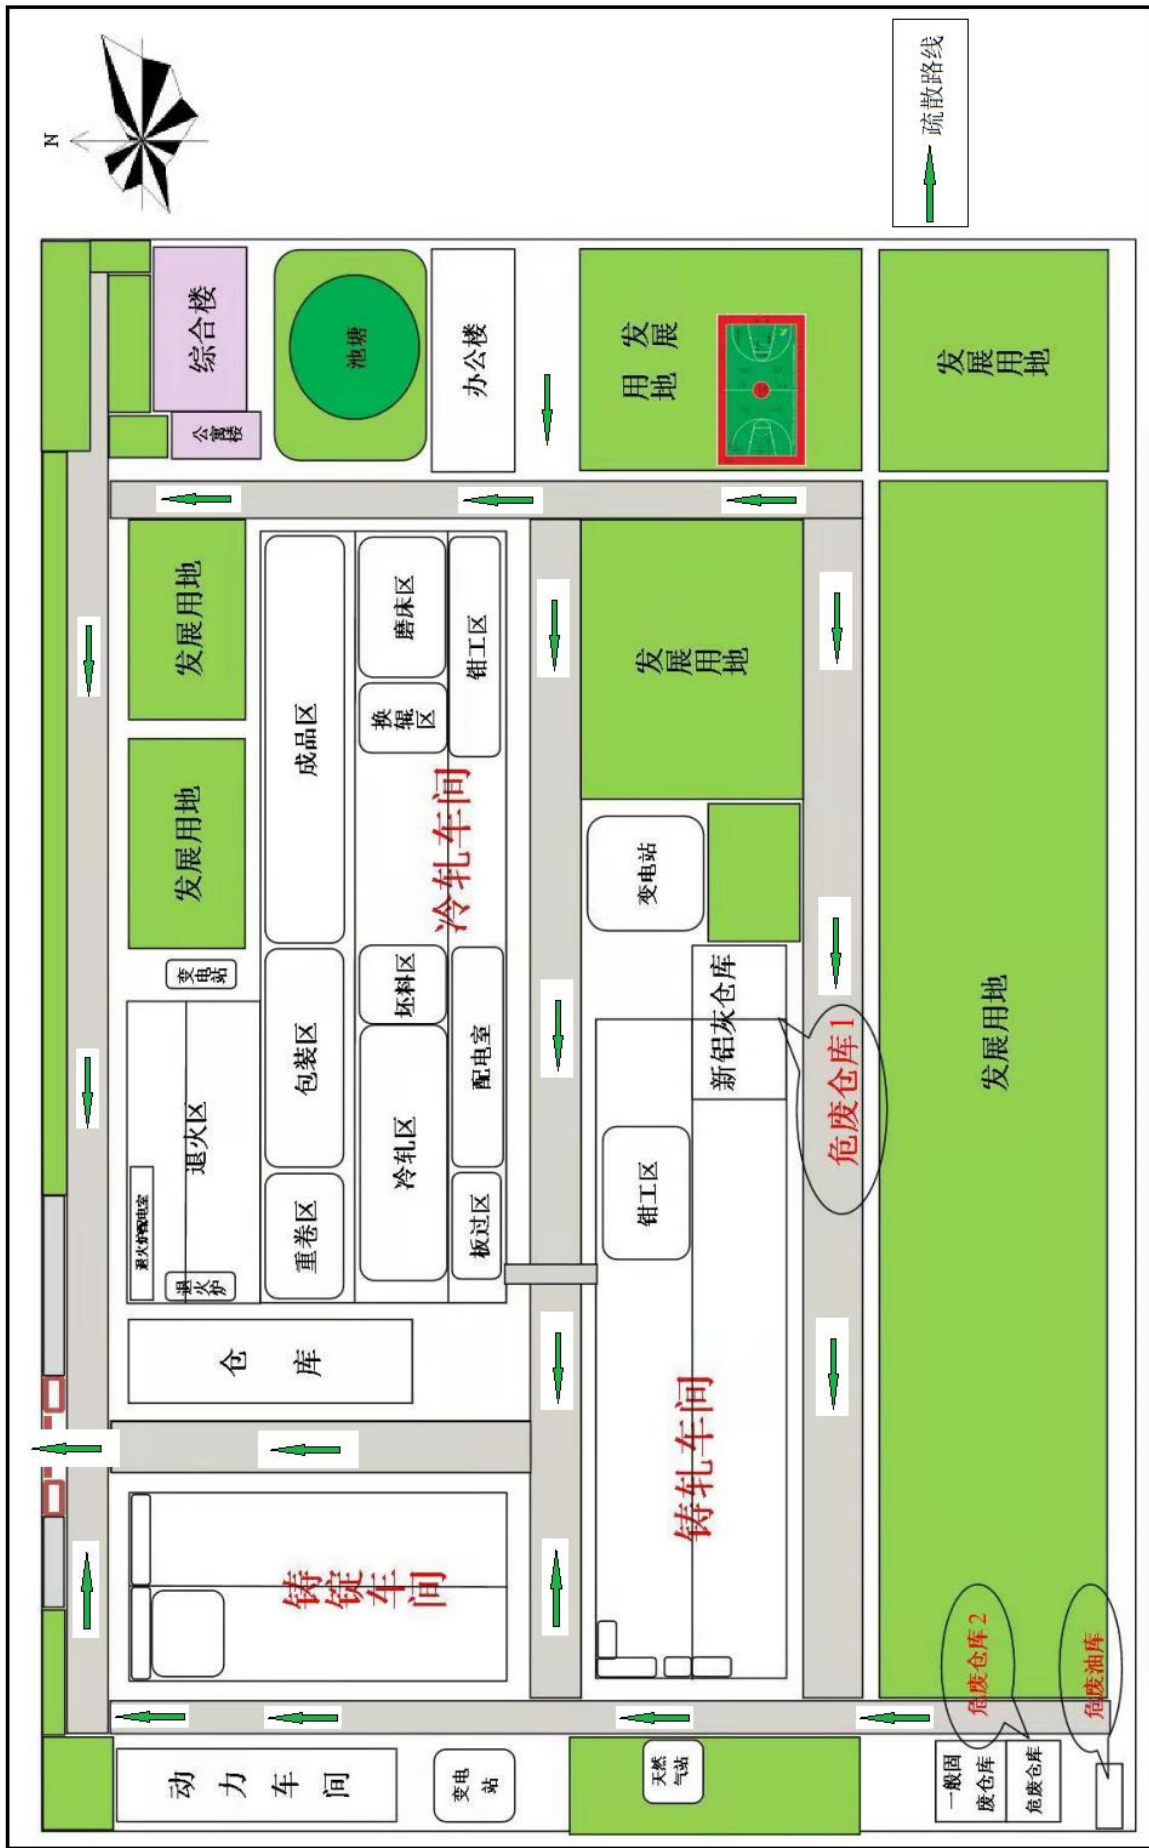 N
疏散路线
综合楼
公寓楼
池塘
办公楼
发展
用地
发展
用地
发展用地
发展用地
成品区
磨床区
换辊区
钳工区
冷轧车间
发展
用地
变电站
变电
站
退火区
退火炉配电室
退火炉
包装区
重卷区
坯料区
冷轧区
配电室
板过区
新铝灰仓库
危废仓库1
钳工区
发展用地
仓库
铸锭车间
铸轧车间
危废仓库2
危废油库
动力车间
变电
站
天然
气站
一般固
废仓库
危废仓库